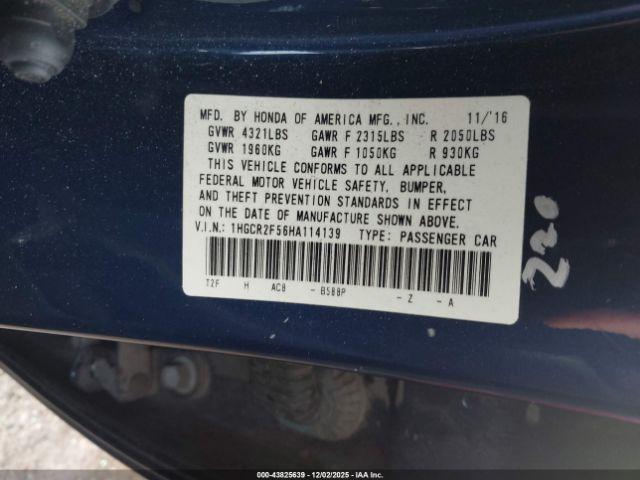 MFD. BY HONDA OF AMERICA MFG., INC. 11/'16
GVWR 4321LBS GAWR F 2315LBS R 2050LBS
GVWR 1960KG GAWR F 1050KG R 930KG
THIS VEHICLE CONFORMS TO ALL APPLICABLE
FEDERAL MOTOR VEHICLE SAFETY, BUMPER,
AND THEFT PREVENTION STANDARDS IN EFFECT
ON THE DATE OF MANUFACTURE SHOWN ABOVE.
V.I.N.: 1HGCR2F56HA114139 TYPE: PASSENGER CAR
T2F H AC8 - B588P - Z - A
220
000-43825639 12/02/2025 IAA Inc.